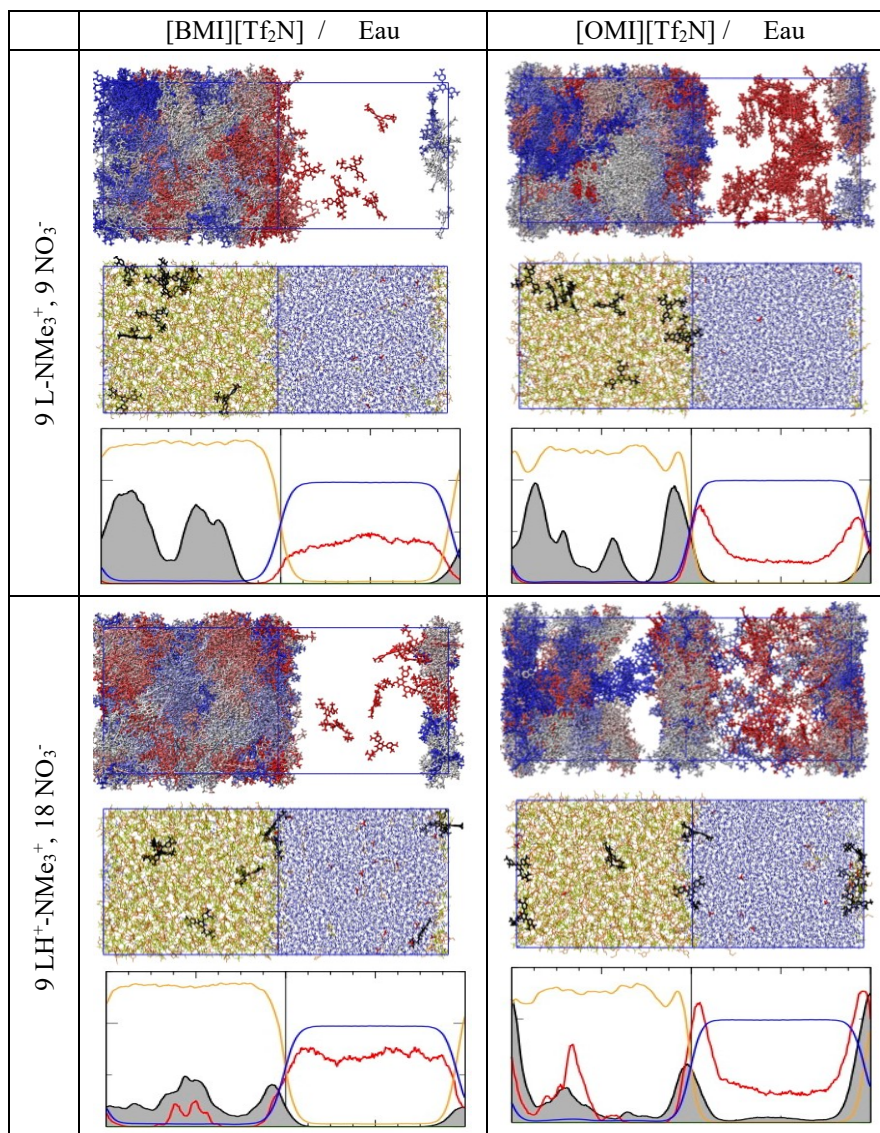 [BMI][Tf₂N] / Eau
[OMI][Tf₂N] / Eau
9 L-NMe₃⁺, 9 NO₃⁻
9 LH⁺-NMe₃⁺, 18 NO₃⁻